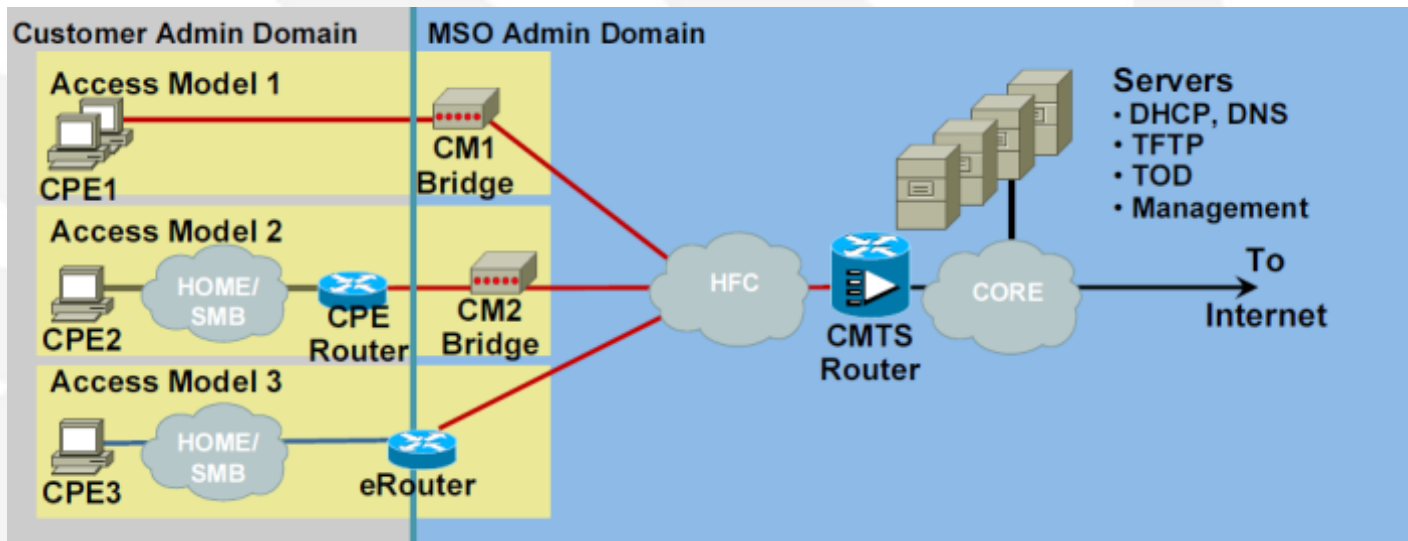 Customer Admin Domain
MSO Admin Domain
Access Model 1
CPE1
CM1
Bridge
Access Model 2
CPE2
HOME/
SMB
CPE
Router
CM2
Bridge
Access Model 3
CPE3
HOME/
SMB
eRouter
HFC
CMTS
Router
CORE
Servers
• DHCP, DNS
• TFTP
• TOD
• Management
To
Internet